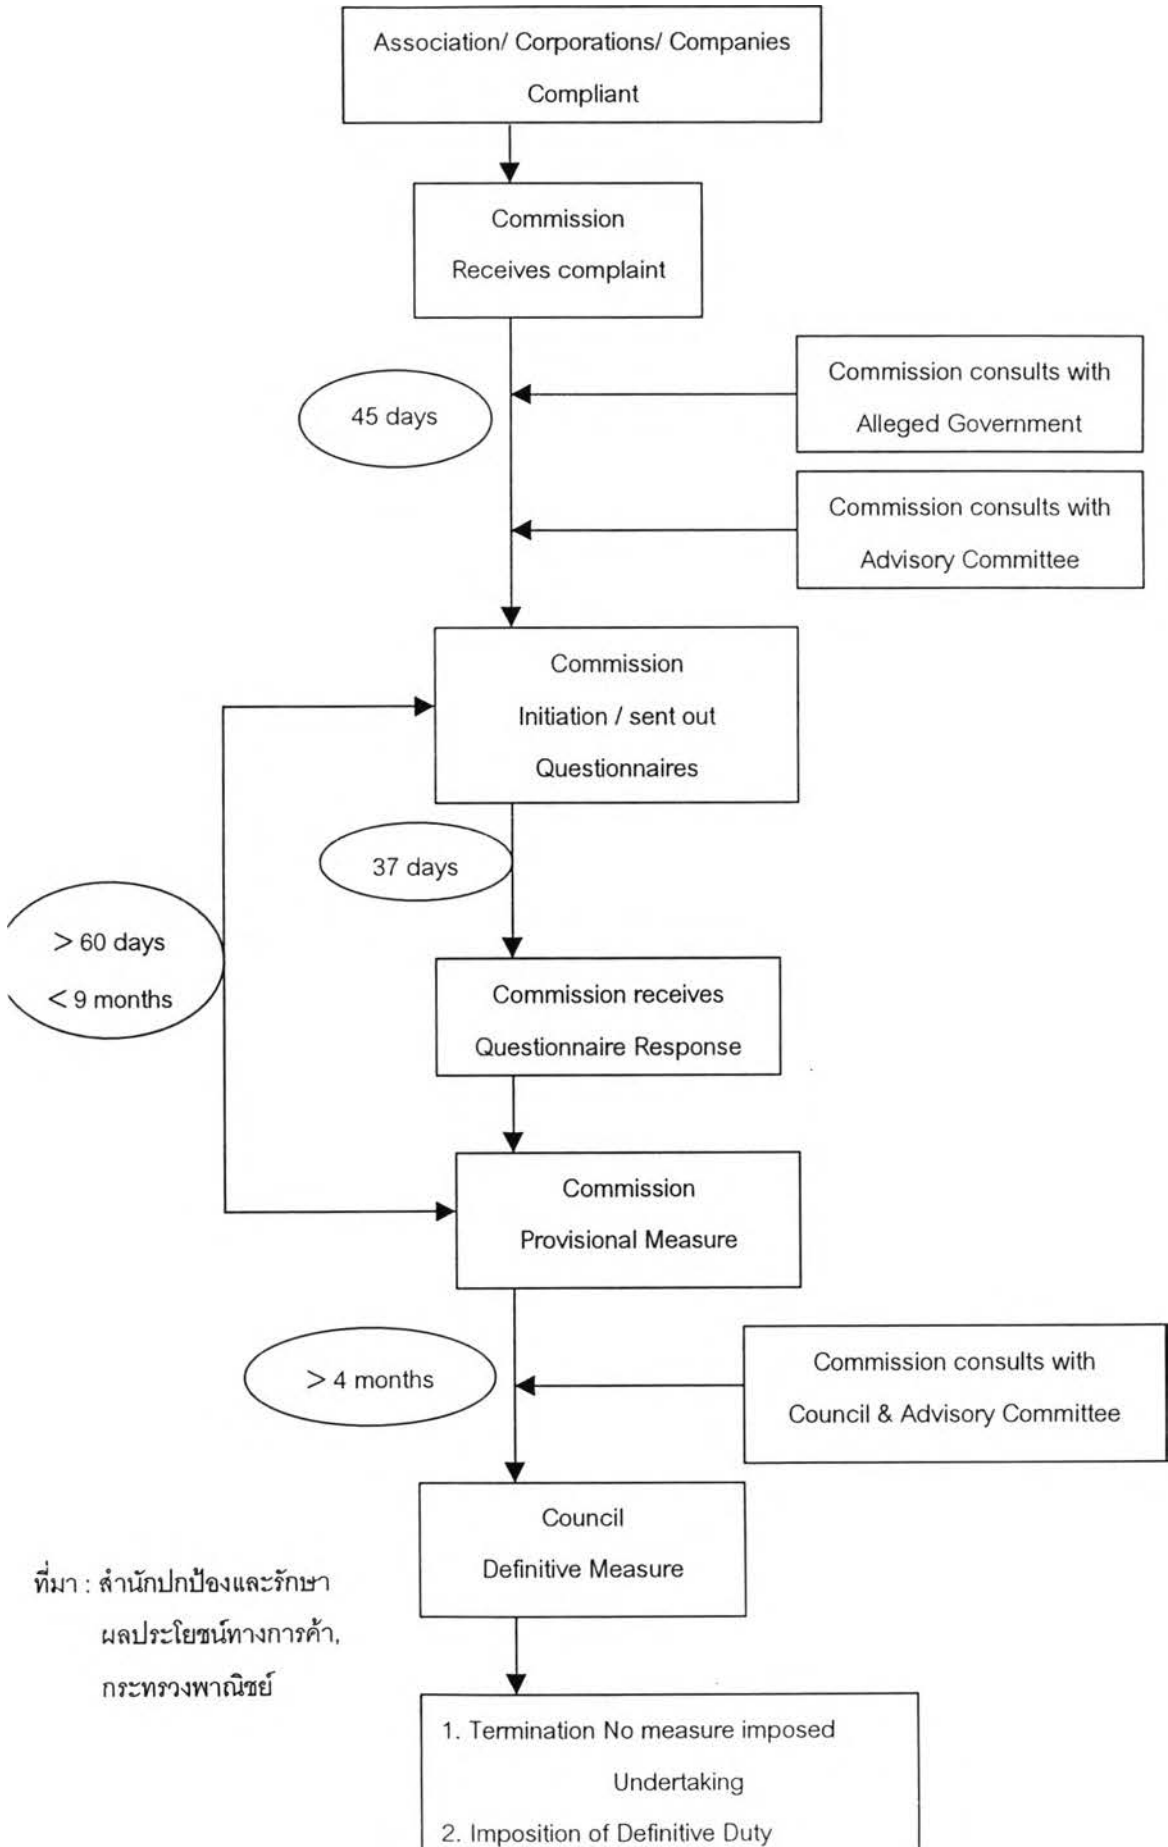 Association/ Corporations/ Companies
Compliant
Commission
Receives complaint
45 days
Commission consults with
Alleged Government
Commission consults with
Advisory Committee
Commission
Initiation / sent out
Questionnaires
37 days
> 60 days
< 9 months
Commission receives
Questionnaire Response
Commission
Provisional Measure
> 4 months
Commission consults with
Council & Advisory Committee
Council
Definitive Measure
ที่มา : สำนักปกป้องและรักษา
ผลประโยชน์ทางการค้า,
กระทรวงพาณิชย์
1. Termination No measure imposed
Undertaking
2. Imposition of Definitive Duty